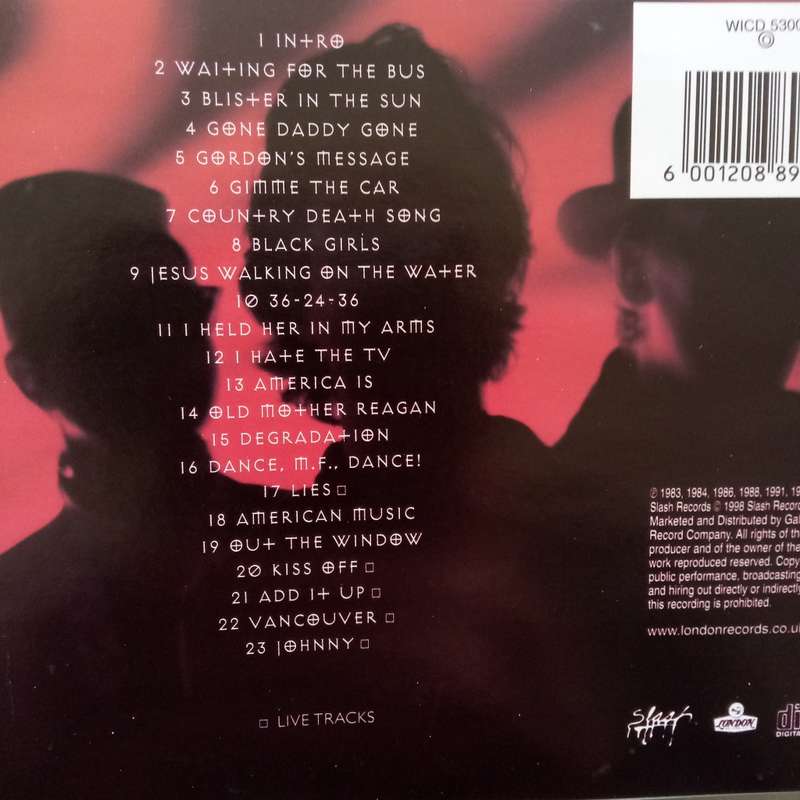 1 INTRO
2 WAITING FOR THE BUS
3 BLISTER IN THE SUN
4 GONE DADDY GONE
5 GORDON'S MESSAGE
6 GIMME THE CAR
7 COUNTRY DEATH SONG
8 BLACK GIRLS
9 JESUS WALKING ON THE WATER
10 36-24-36
11 I HELD HER IN MY ARMS
12 I HATE THE TV
13 AMERICA IS
14 OLD MOTHER REAGAN
15 DEGRADATION
16 DANCE, M.F., DANCE!
17 LIES □
18 AMERICAN MUSIC
19 OUT THE WINDOW
20 KISS OFF □
21 ADD IT UP □
22 VANCOUVER □
23 JOHNNY □
□ LIVE TRACKS
WICD 5300
©
6 001208 89
℗ 1983, 1984, 1986, 1988, 1991, 19
Slash Records © 1998 Slash Record
Marketed and Distributed by Gal
Record Company. All rights of th
producer and of the owner of the
work reproduced reserved. Copy
public performance, broadcasting
and hiring out directly or indirectly
this recording is prohibited.
www.londonrecords.co.u
Slash
LONDON
DIGITA